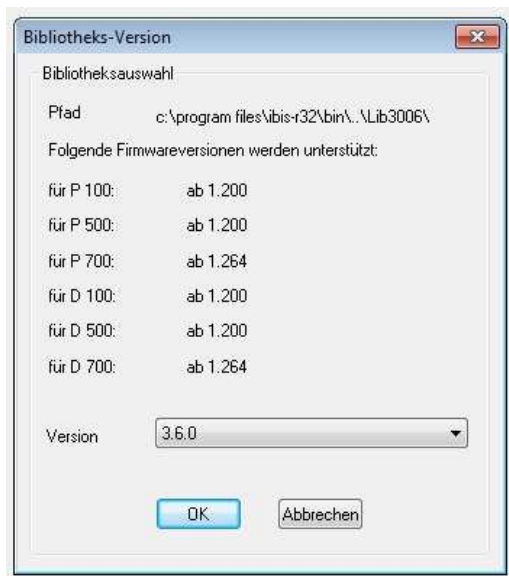 Bibliotheks-Version
Bibliotheksauswahl
Pfad c:\program files\ibis-r32\bin\..\Lib3006\
Folgende Firmwareversionen werden unterstützt:
für P 100: ab 1.200
für P 500: ab 1.200
für P 700: ab 1.264
für D 100: ab 1.200
für D 500: ab 1.200
für D 700: ab 1.264
Version 3.6.0
OK Abbrechen